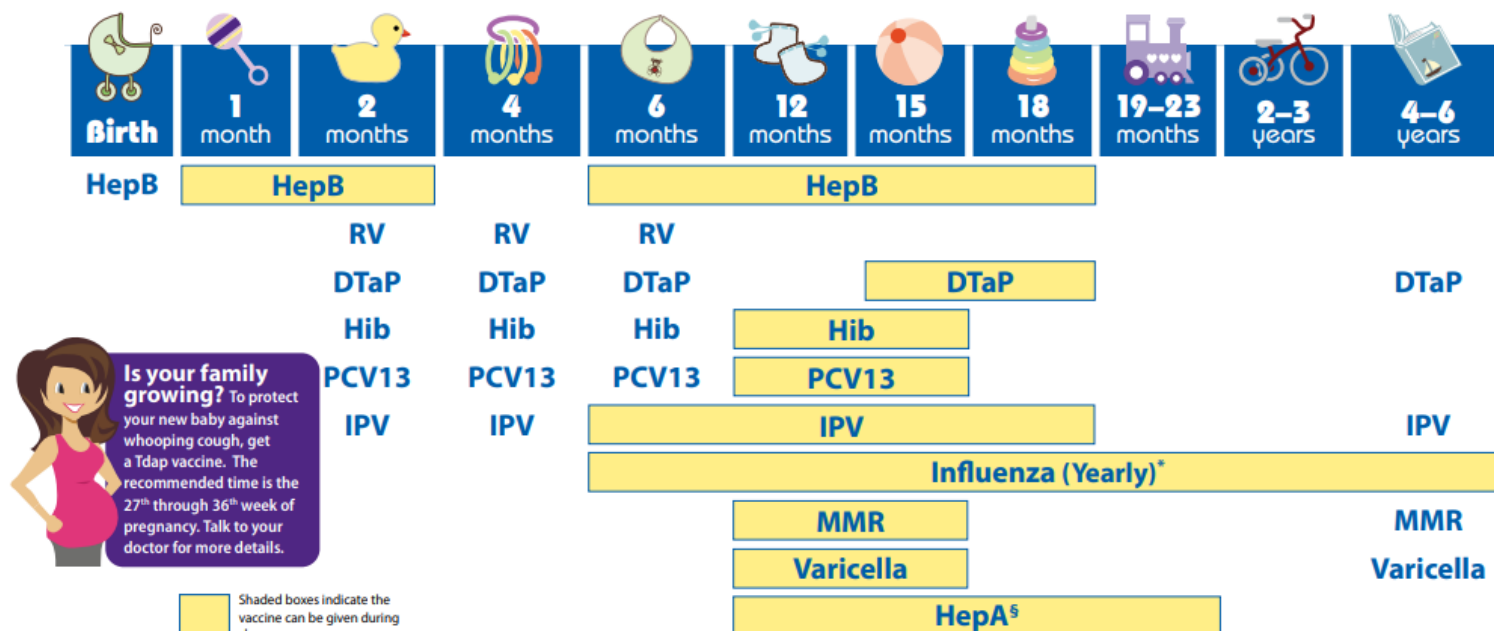 Birth
1 month
2 months
4 months
6 months
12 months
15 months
18 months
19–23 months
2–3 years
4–6 years
HepB HepB HepB
RV RV RV
DTaP DTaP DTaP DTaP DTaP
Hib Hib Hib Hib
PCV13 PCV13 PCV13 PCV13
IPV IPV IPV IPV
Influenza (Yearly)*
MMR MMR
Varicella Varicella
HepA§
Is your family
growing? To protect
your new baby against
whooping cough, get
a Tdap vaccine. The
recommended time is the
27th through 36th week of
pregnancy. Talk to your
doctor for more details.
Shaded boxes indicate the
vaccine can be given during